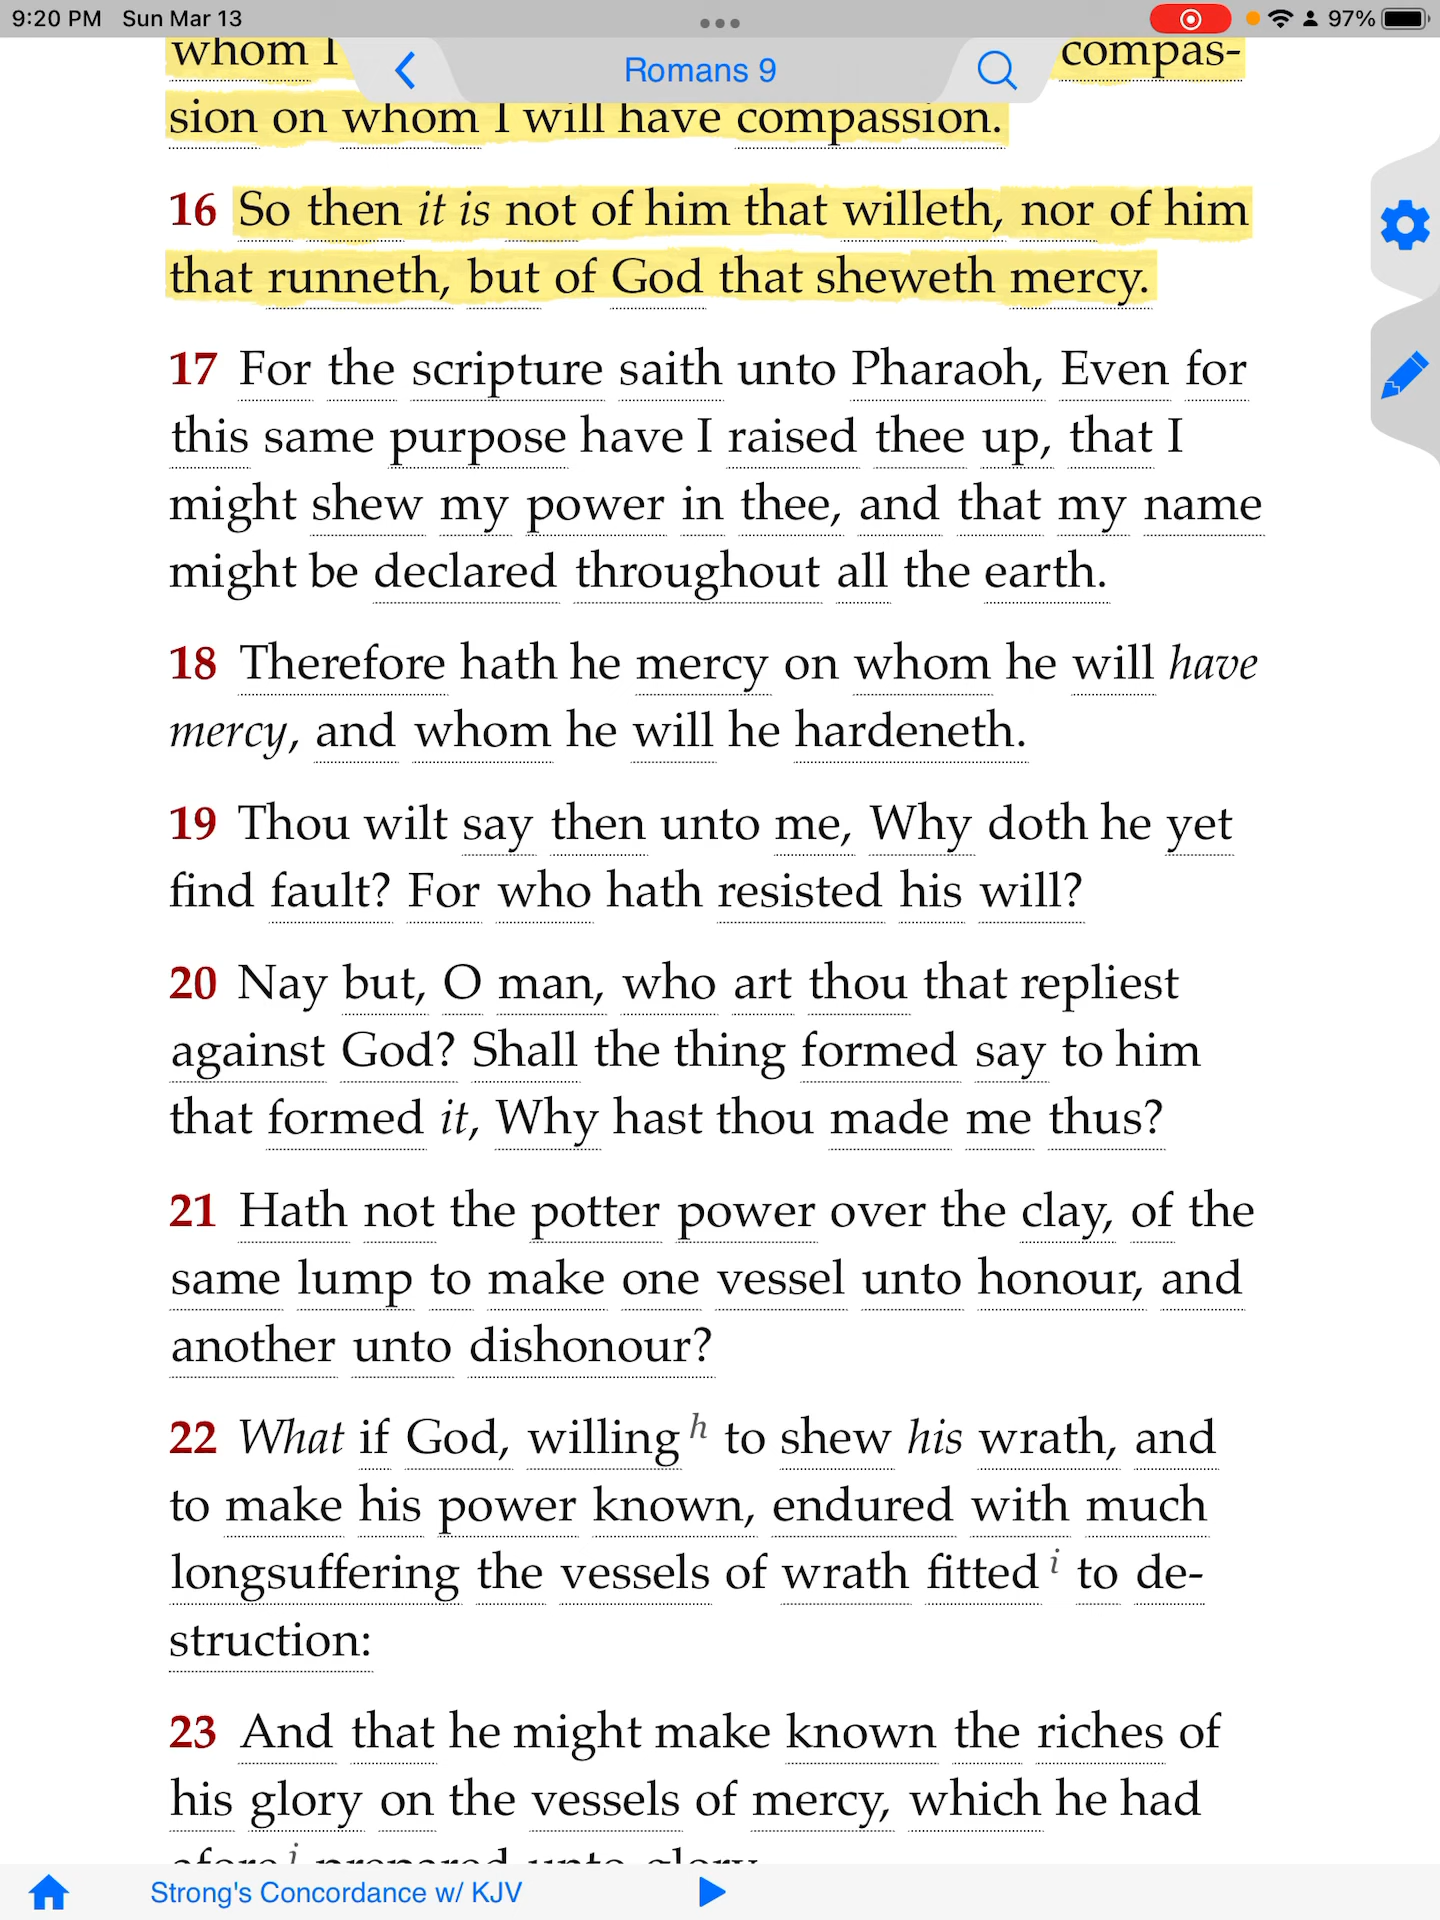 9:20 PM Sun Mar 13
97%
whom I
compas-
Romans 9
sion on whom I will have compassion.
16 So then it is not of him that willeth, nor of him
that runneth, but of God that sheweth mercy.
17 For the scripture saith unto Pharaoh, Even for
this same purpose have I raised thee up, that I
might shew my power in thee, and that my name
might be declared throughout all the earth.
18 Therefore hath he mercy on whom he will have
mercy, and whom he will he hardeneth.
19 Thou wilt say then unto me, Why doth he yet
find fault? For who hath resisted his will?
20 Nay but, O man, who art thou that repliest
against God? Shall the thing formed say to him
that formed it, Why hast thou made me thus?
21 Hath not the potter power over the clay, of the
same lump to make one vessel unto honour, and
another unto dishonour?
22 What if God, willing h to shew his wrath, and
to make his power known, endured with much
longsuffering the vessels of wrath fitted i to de-
struction:
23 And that he might make known the riches of
his glory on the vessels of mercy, which he had
afore j prepared unto glory
Strong's Concordance w/ KJV